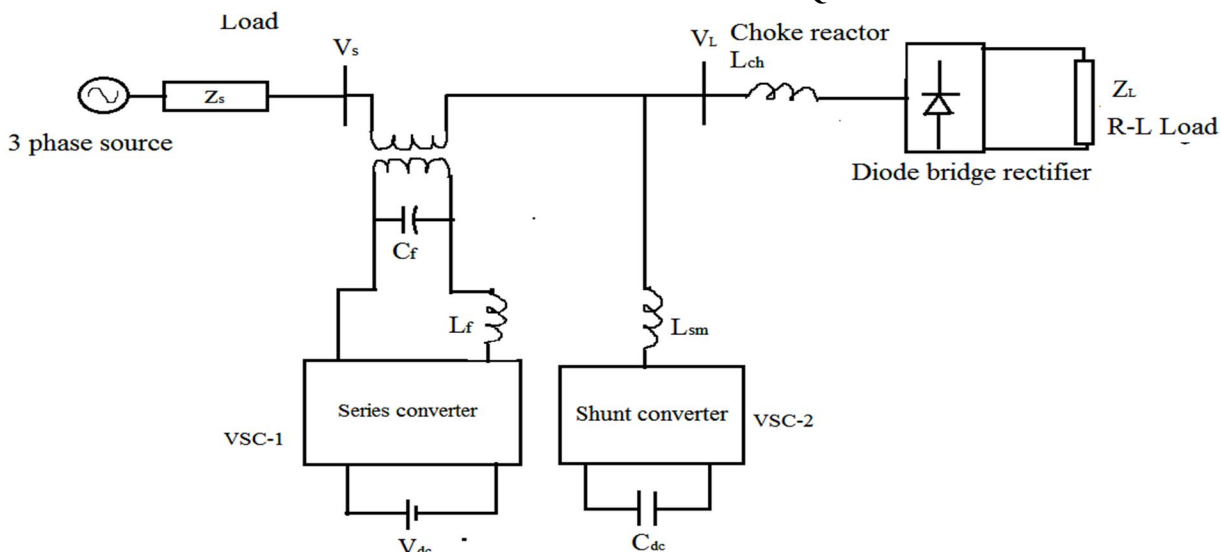 Load
Vs
VL
Choke reactor
Lch
Zs
3 phase source
ZL
R-L Load
Diode bridge rectifier
Cf
Lf
Lsm
Series converter
Shunt converter
VSC-1
VSC-2
Vdc
Cdc